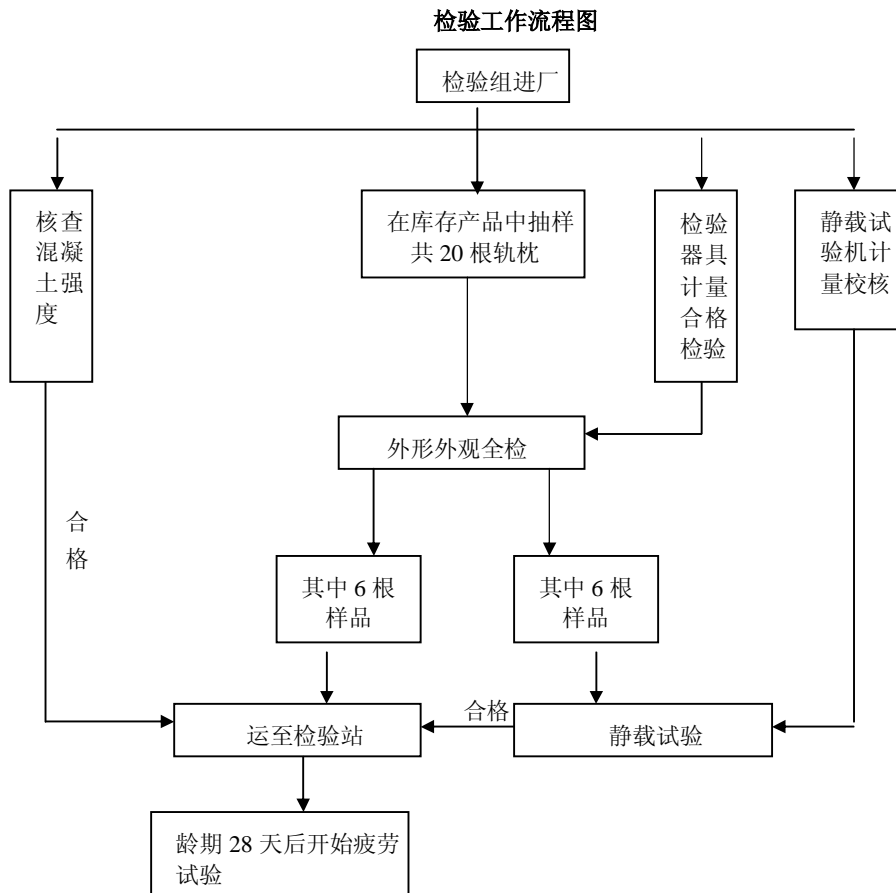 检验工作流程图
检验组进厂
核查
混凝
土强
度
在库存产品中抽样
共 20 根轨枕
检验
器具
计量
合格
检验
静载试
验机计
量校核
外形外观全检
合
格
其中 6 根
样品
其中 6 根
样品
运至检验站
合格
静载试验
龄期 28 天后开始疲劳
试验